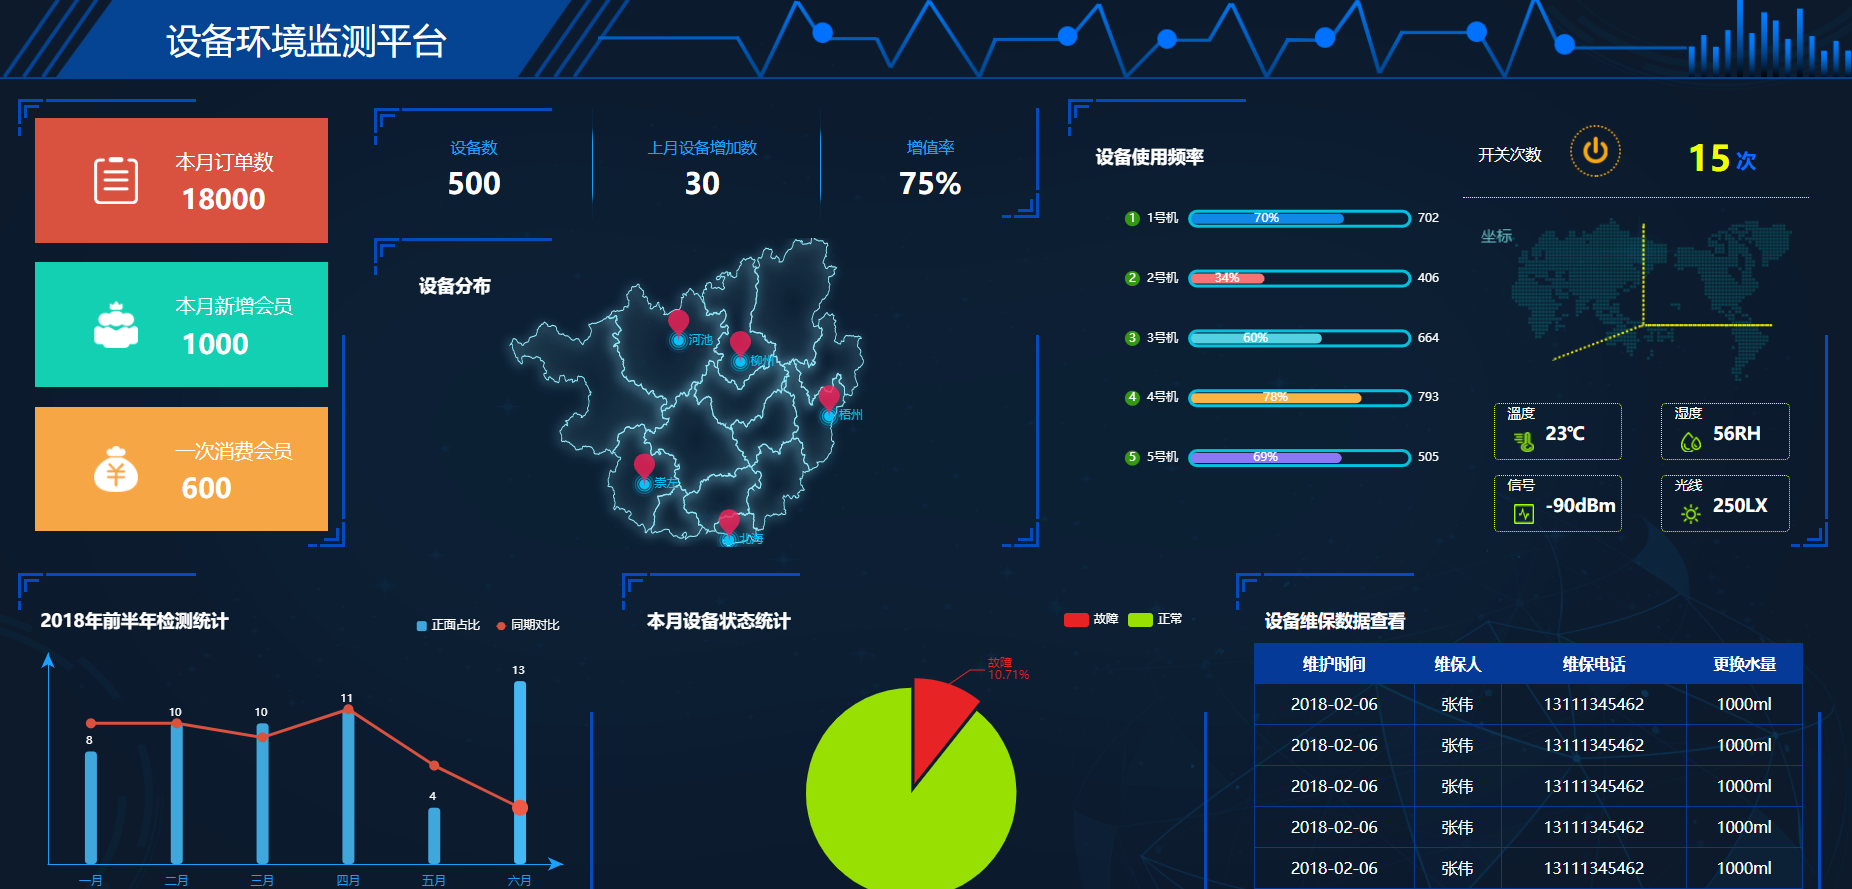 设备环境监测平台
本月订单数
18000
本月新增会员
1000
一次消费会员
600
设备数
500
上月设备增加数
30
增值率
75%
设备分布
河池
柳州
梧州
崇左
北海
设备使用频率
1 1号机 70% 702
2 2号机 34% 406
3 3号机 60% 664
4 4号机 78% 793
5 5号机 69% 505
开关次数 15 次
坐标
温度
23℃
湿度
56RH
信号
-90dBm
光线
250LX
2018年前半年检测统计
正面占比 同期对比
8
10
10
11
4
13
一月 二月 三月 四月 五月 六月
本月设备状态统计
故障 正常
故障
10.71%
设备维保数据查看
维护时间 维保人 维保电话 更换水量
2018-02-06 张伟 13111345462 1000ml
2018-02-06 张伟 13111345462 1000ml
2018-02-06 张伟 13111345462 1000ml
2018-02-06 张伟 13111345462 1000ml
2018-02-06 张伟 13111345462 1000ml